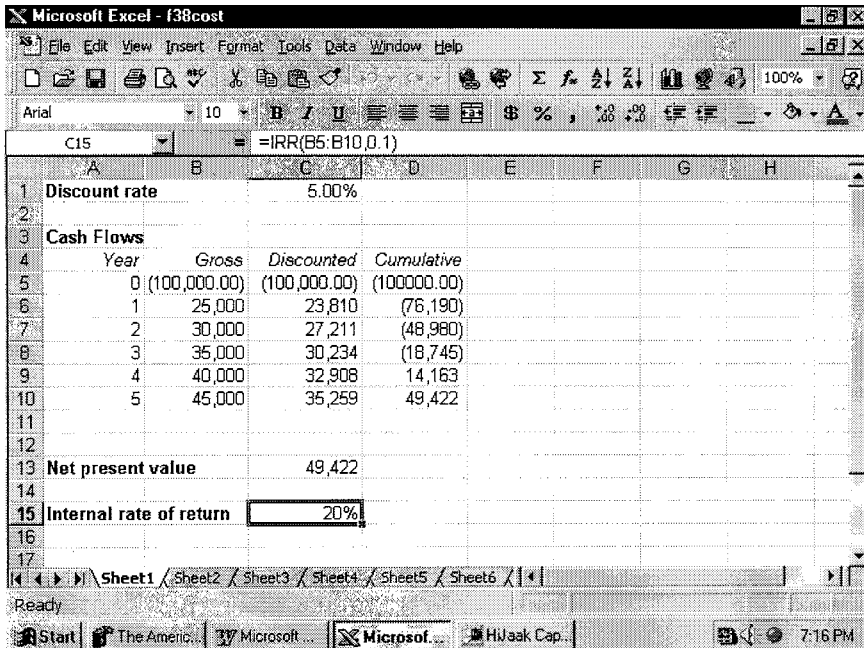 Microsoft Excel - f38cost
File Edit View Insert Format Tools Data Window Help
100%
Arial 10 B I U $ % ,
C15 = =IRR(B5:B10,0.1)
A B C D E F G H
1 Discount rate 5.00%
2
3 Cash Flows
4 Year Gross Discounted Cumulative
5 0 (100,000.00) (100,000.00) (100000.00)
6 1 25,000 23,810 (76,190)
7 2 30,000 27,211 (48,980)
8 3 35,000 30,234 (18,745)
9 4 40,000 32,908 14,163
10 5 45,000 35,259 49,422
11
12
13 Net present value 49,422
14
15 Internal rate of return 20%
16
17
Sheet1 Sheet2 Sheet3 Sheet4 Sheet5 Sheet6
Ready
Start The Americ... Microsoft ... Microsof... HiJaak Cap... 7:16 PM